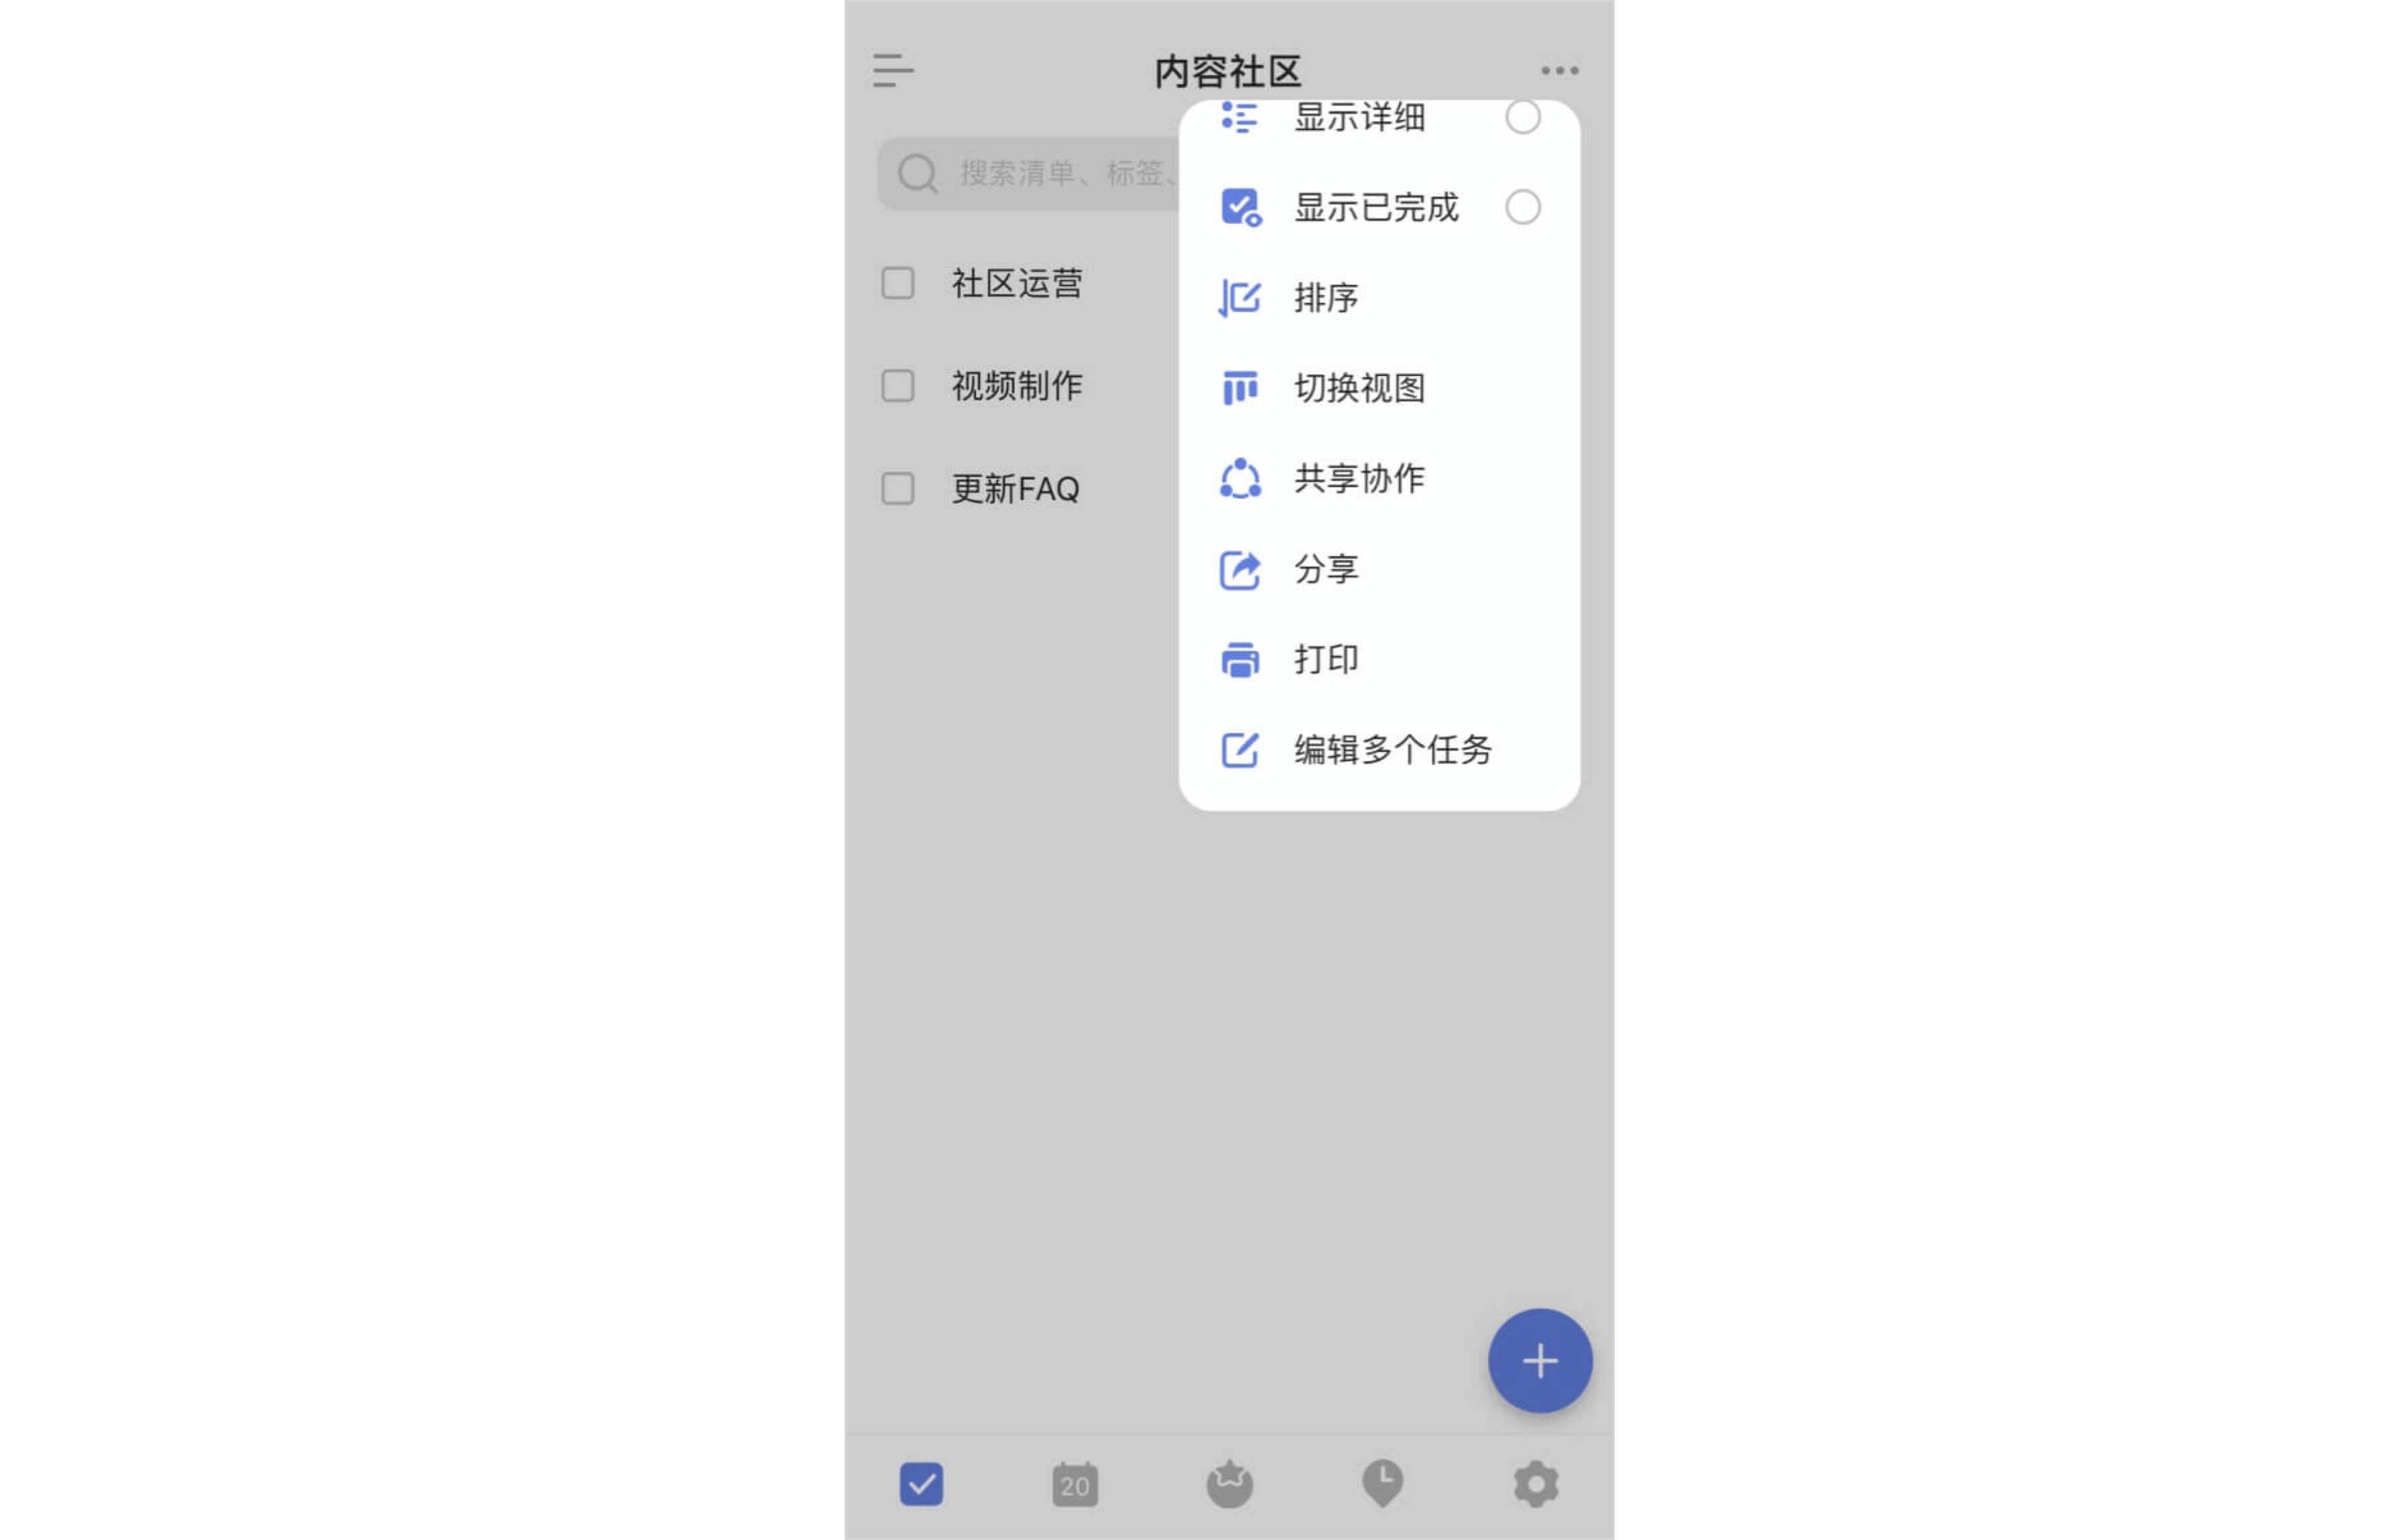 内容社区
搜索清单、标签、
社区运营
视频制作
更新FAQ
显示详细
显示已完成
排序
切换视图
共享协作
分享
打印
编辑多个任务
20